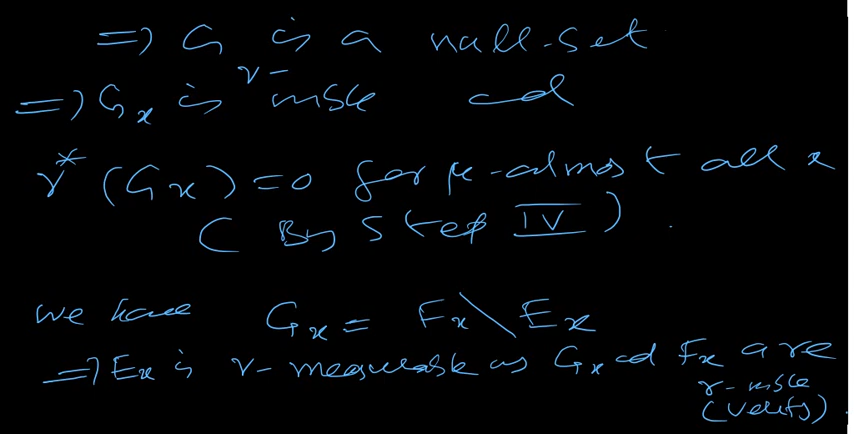 ⇒ G is a null-set
⇒ Gₓ is ν-mble and
ν*(Gₓ) = 0 for μ-almost all x
(By Step IV).
we have Gₓ = Fₓ \ Eₓ
⇒ Eₓ is ν-measurable as Gₓ and Fₓ are
ν-mble
(verify).